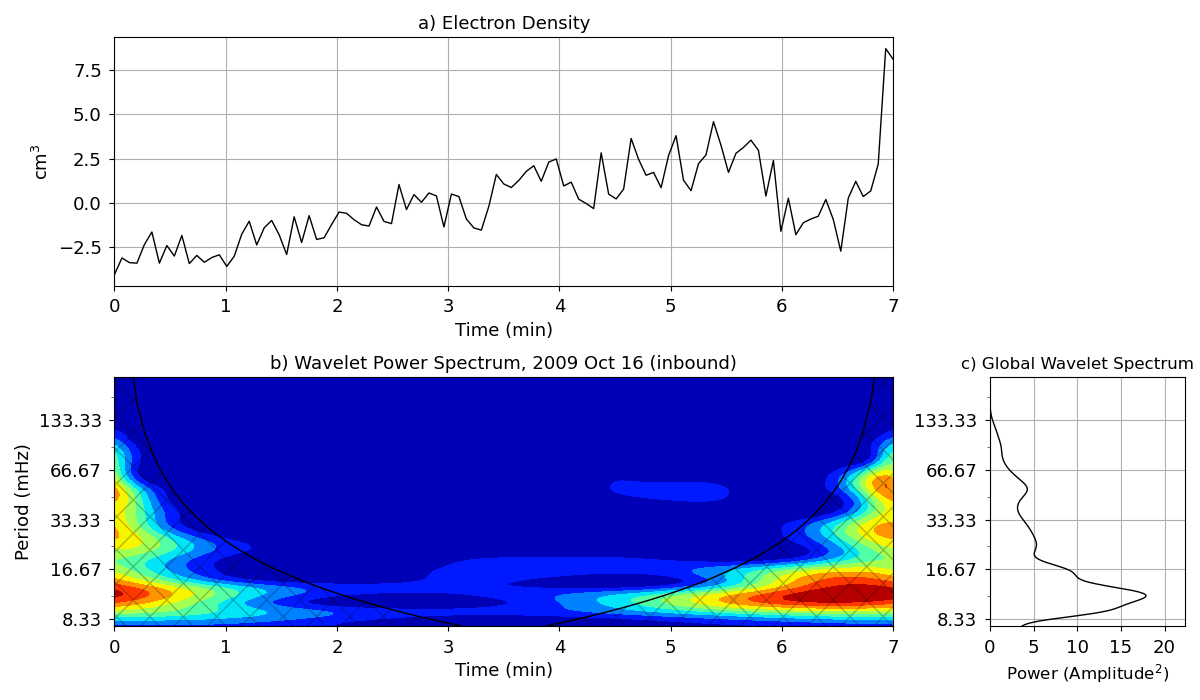 a) Electron Density
7.5
5.0
2.5
0.0
−2.5
cm³
0 1 2 3 4 5 6 7
Time (min)
b) Wavelet Power Spectrum, 2009 Oct 16 (inbound)
133.33
66.67
33.33
16.67
8.33
Period (mHz)
0 1 2 3 4 5 6 7
Time (min)
c) Global Wavelet Spectrum
133.33
66.67
33.33
16.67
8.33
0 5 10 15 20
Power (Amplitude²)